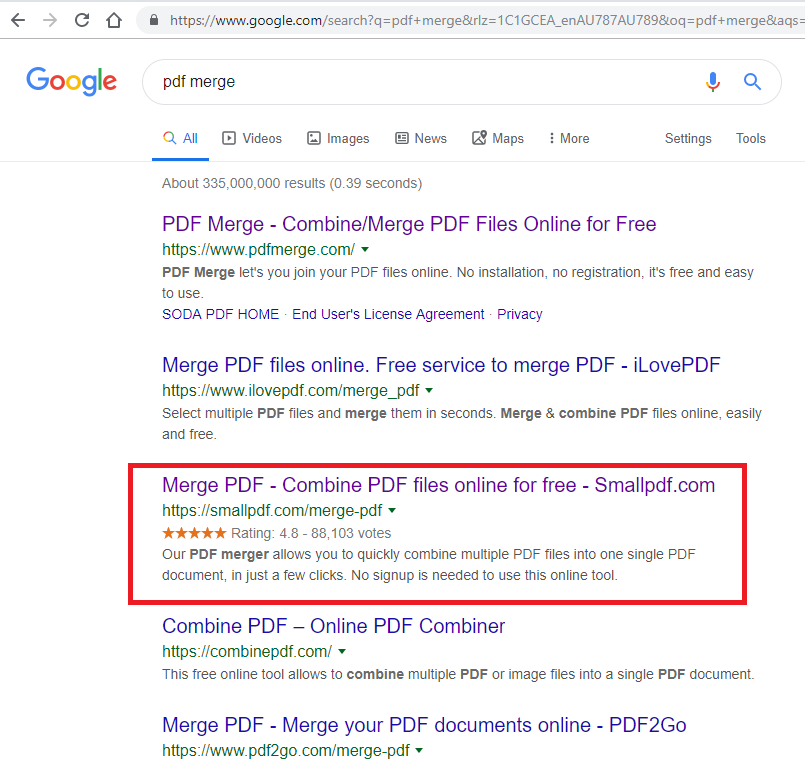 https://www.google.com/search?q=pdf+merge&rlz=1C1GCEA_enAU787AU789&oq=pdf+merge&aqs=
Google
pdf merge
All Videos Images News Maps More Settings Tools
About 335,000,000 results (0.39 seconds)
PDF Merge - Combine/Merge PDF Files Online for Free
https://www.pdfmerge.com/
PDF Merge let's you join your PDF files online. No installation, no registration, it's free and easy
to use.
SODA PDF HOME · End User's License Agreement · Privacy
Merge PDF files online. Free service to merge PDF - iLovePDF
https://www.ilovepdf.com/merge_pdf
Select multiple PDF files and merge them in seconds. Merge & combine PDF files online, easily
and free.
Merge PDF - Combine PDF files online for free - Smallpdf.com
https://smallpdf.com/merge-pdf
Rating: 4.8 - 88,103 votes
Our PDF merger allows you to quickly combine multiple PDF files into one single PDF
document, in just a few clicks. No signup is needed to use this online tool.
Combine PDF – Online PDF Combiner
https://combinepdf.com/
This free online tool allows to combine multiple PDF or image files into a single PDF document.
Merge PDF - Merge your PDF documents online - PDF2Go
https://www.pdf2go.com/merge-pdf